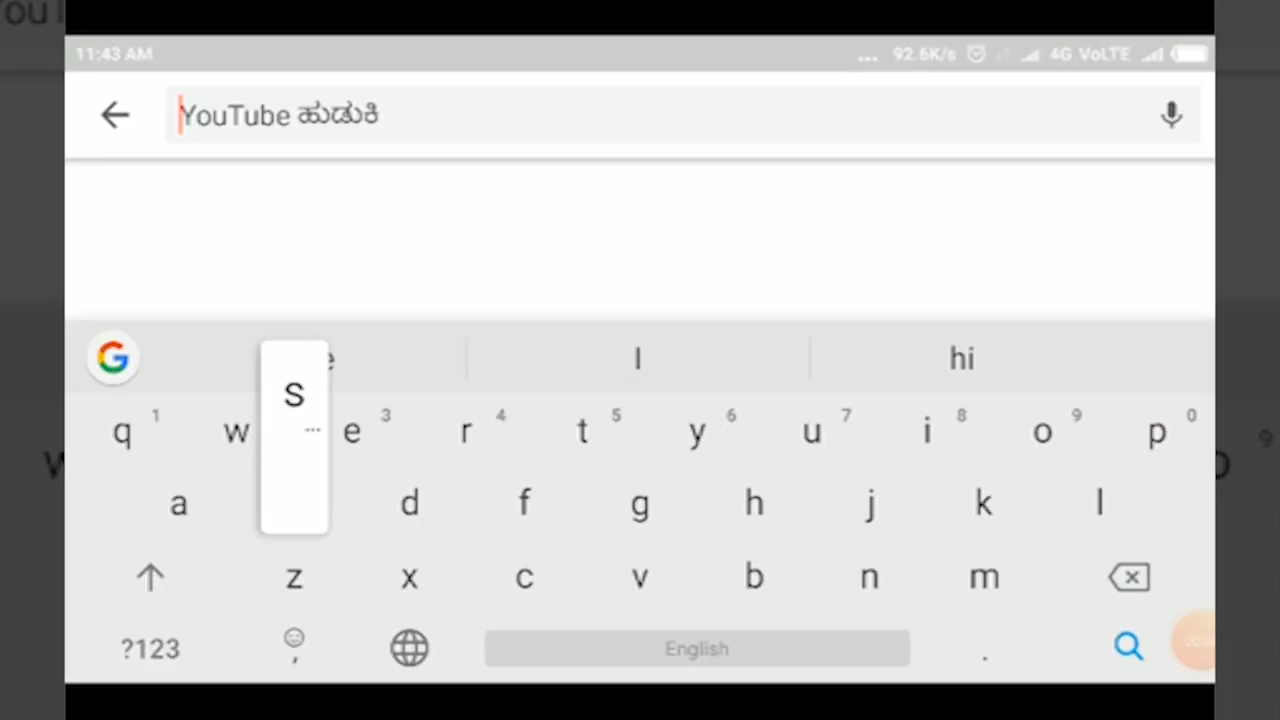 11:43 AM ... 92.6K/s 4G VoLTE
YouTube ಹುಡುಕಿ
I hi
S
q 1 w e 3 r 4 t 5 y 6 u 7 i 8 o 9 p 0
a d f g h j k l
z x c v b n m
?123 , English .